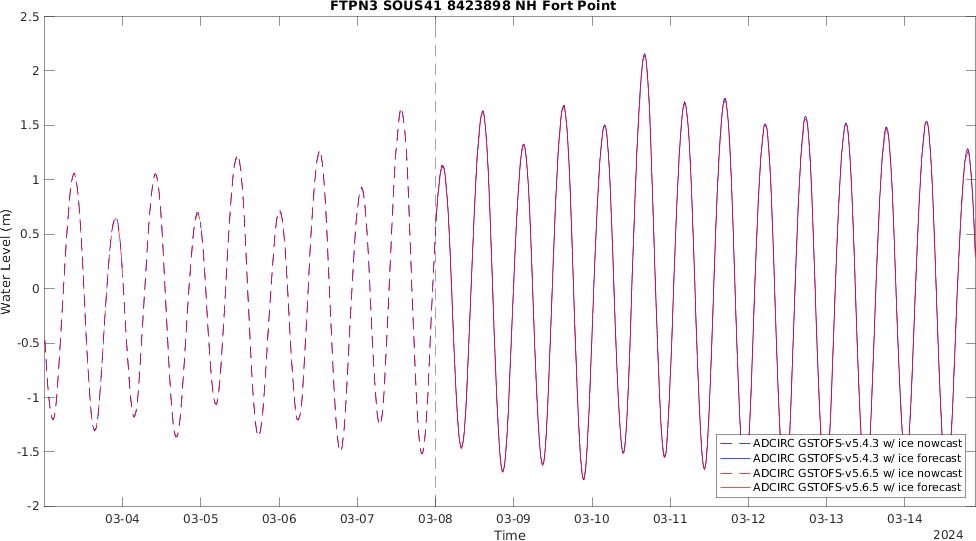 FTPN3 SOUS41 8423898 NH Fort Point
2.5
2
1.5
1
0.5
0
-0.5
-1
-1.5
-2
Water Level (m)
ADCIRC GSTOFS-v5.4.3 w/ ice nowcast
ADCIRC GSTOFS-v5.4.3 w/ ice forecast
ADCIRC GSTOFS-v5.6.5 w/ ice nowcast
ADCIRC GSTOFS-v5.6.5 w/ ice forecast
03-04 03-05 03-06 03-07 03-08 03-09 03-10 03-11 03-12 03-13 03-14
Time
2024